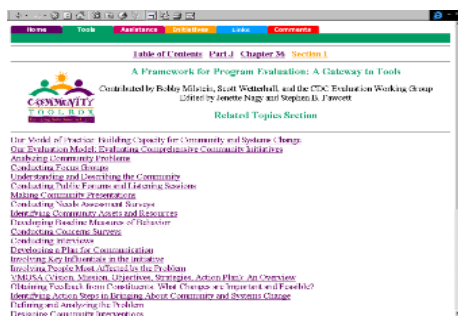 Home Tools Assistance Initiatives Links Comments
Table of Contents Part J Chapter 36 Section 1
A Framework for Program Evaluation: A Gateway to Tools
Contributed by Bobby Milstein, Scott Wetterhall, and the CDC Evaluation Working Group
Edited by Jenette Nagy and Stephen B. Fawcett
COMMUNITY
TOOLBOX
Related Topics Section
Our Model of Practice: Building Capacity for Community and Systems Change
Our Evaluation Model: Evaluating Comprehensive Community Initiatives
Analyzing Community Problems
Conducting Focus Groups
Understanding and Describing the Community
Conducting Public Forums and Listening Sessions
Making Community Presentations
Conducting Needs Assessment Surveys
Identifying Community Assets and Resources
Developing Baseline Measures of Behavior
Conducting Concerns Surveys
Conducting Interviews
Developing a Plan for Communication
Involving Key Influentials in the Initiative
Involving People Most Affected by the Problem
VMOSA (Vision, Mission, Objectives, Strategies, Action Plan): An Overview
Obtaining Feedback from Constituents: What Changes are Important and Feasible?
Identifying Action Steps in Bringing About Community and Systems Change
Defining and Analyzing the Problem
Designing Community Interventions